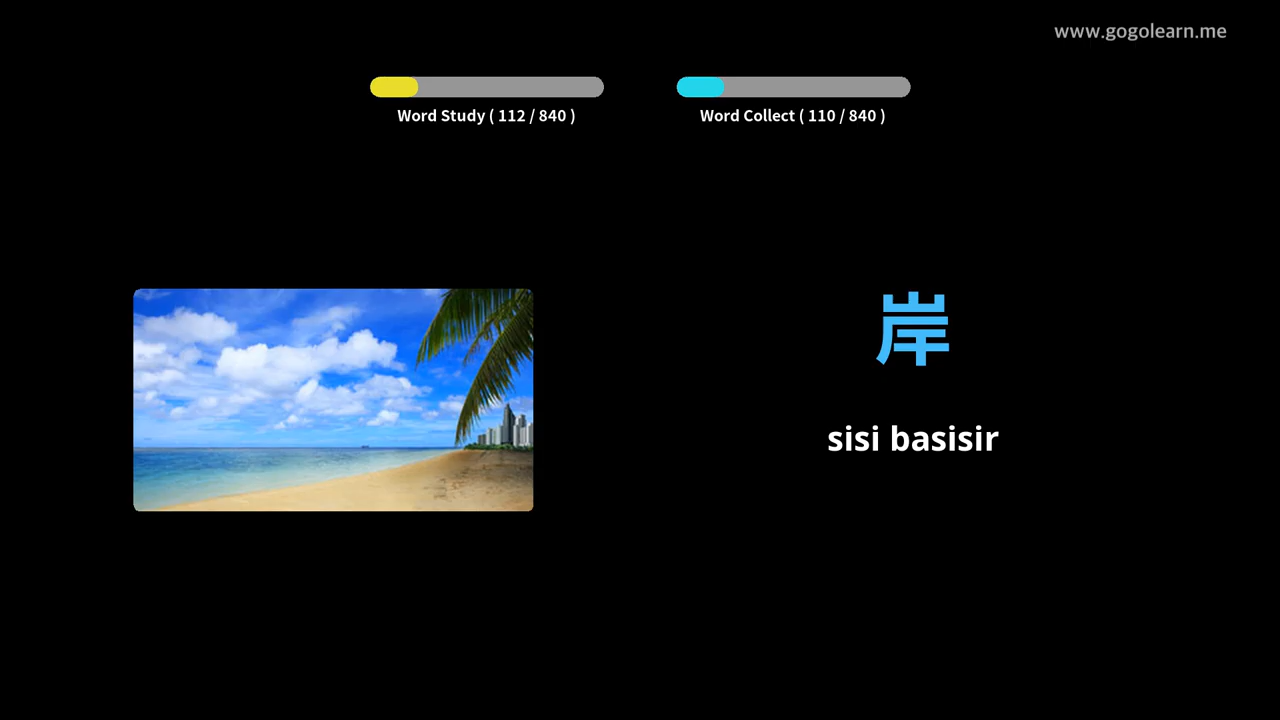 www.gogolearn.me
Word Study ( 112 / 840 )
Word Collect ( 110 / 840 )
岸
sisi basisir